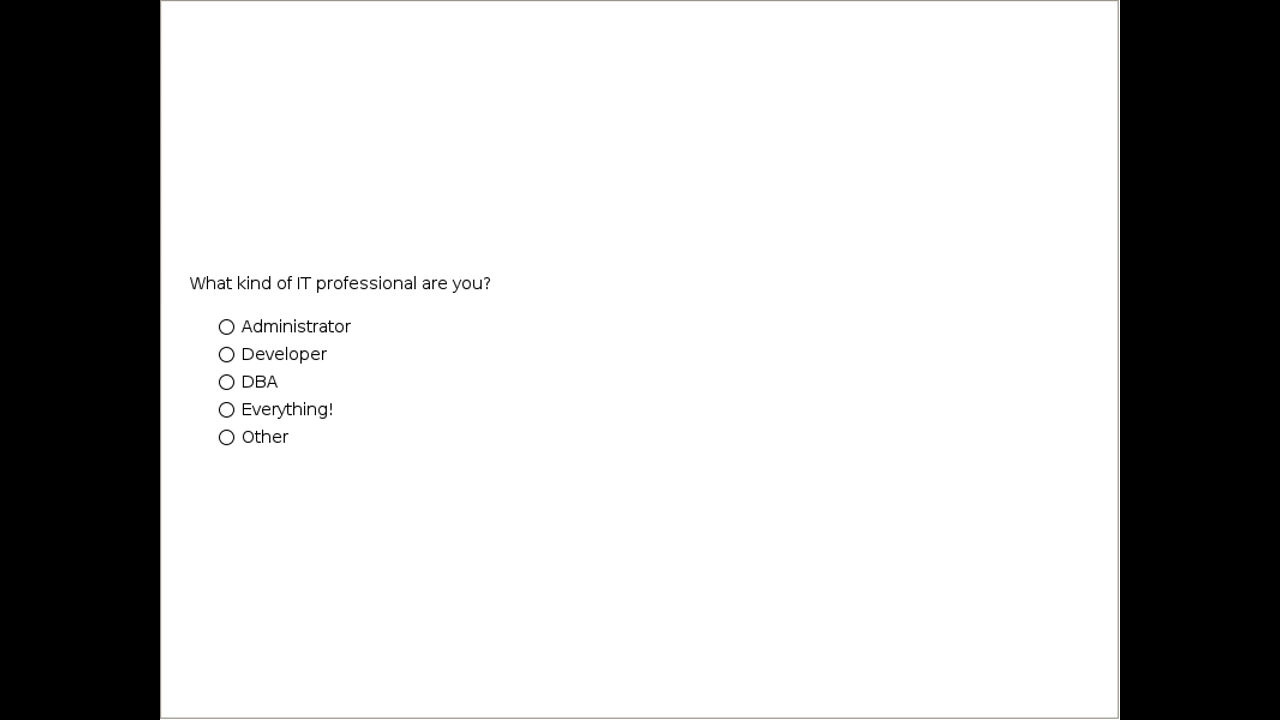 What kind of IT professional are you?
Administrator
Developer
DBA
Everything!
Other